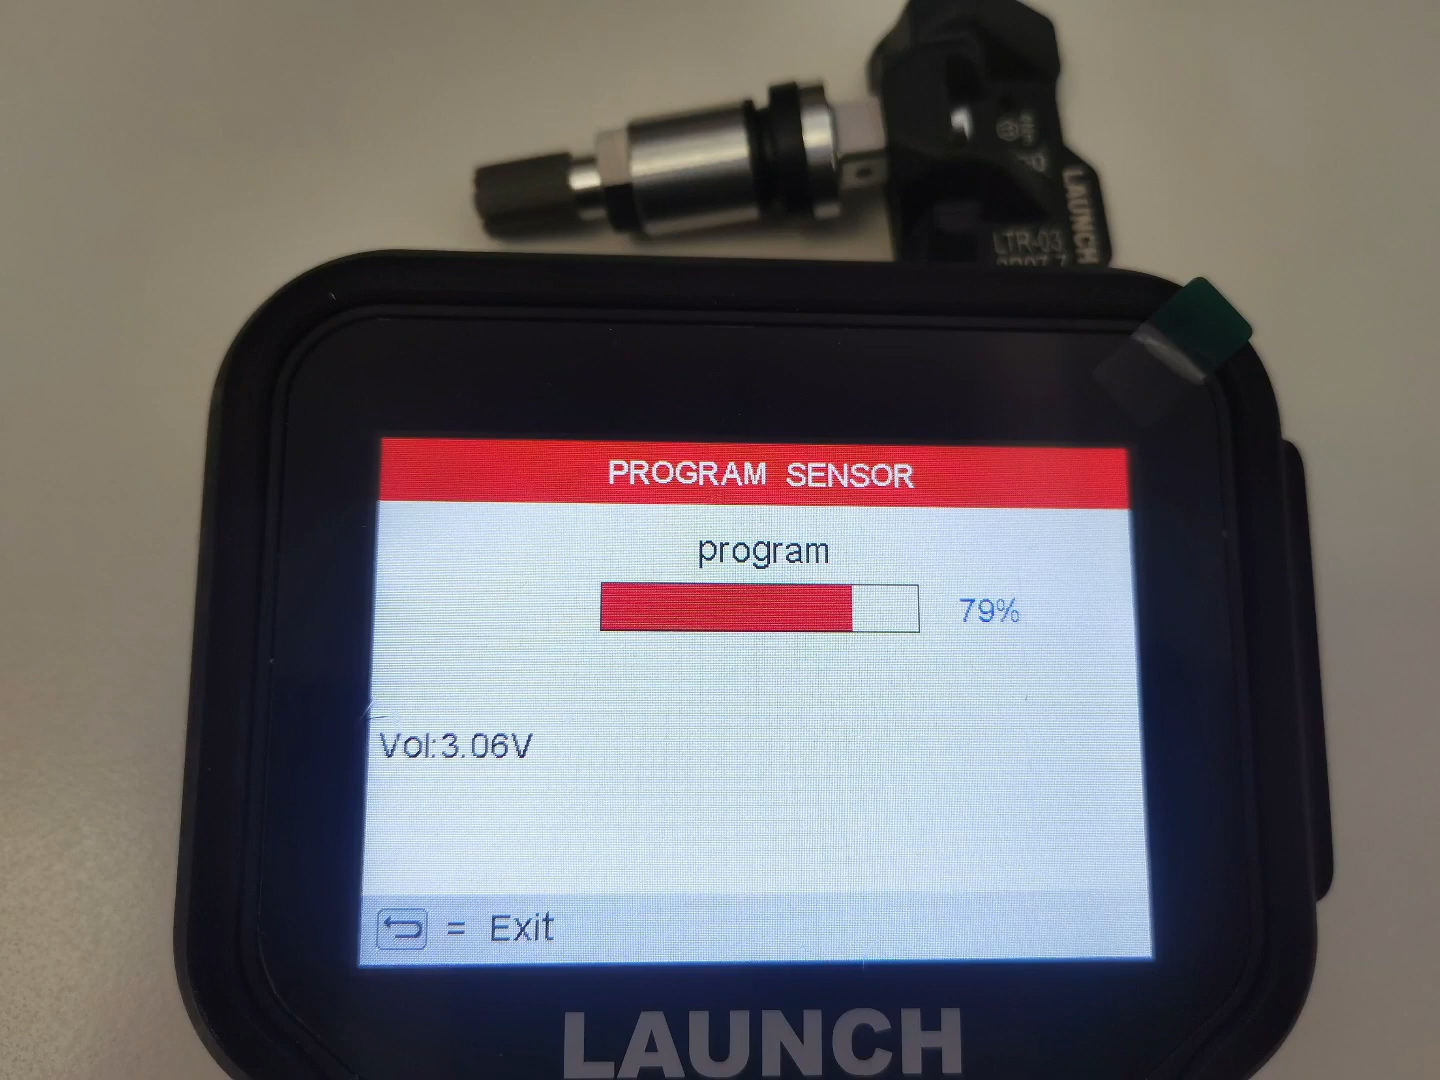 LAUNCH
LTR-03
PROGRAM SENSOR
program
79%
Vol:3.06V
= Exit
LAUNCH